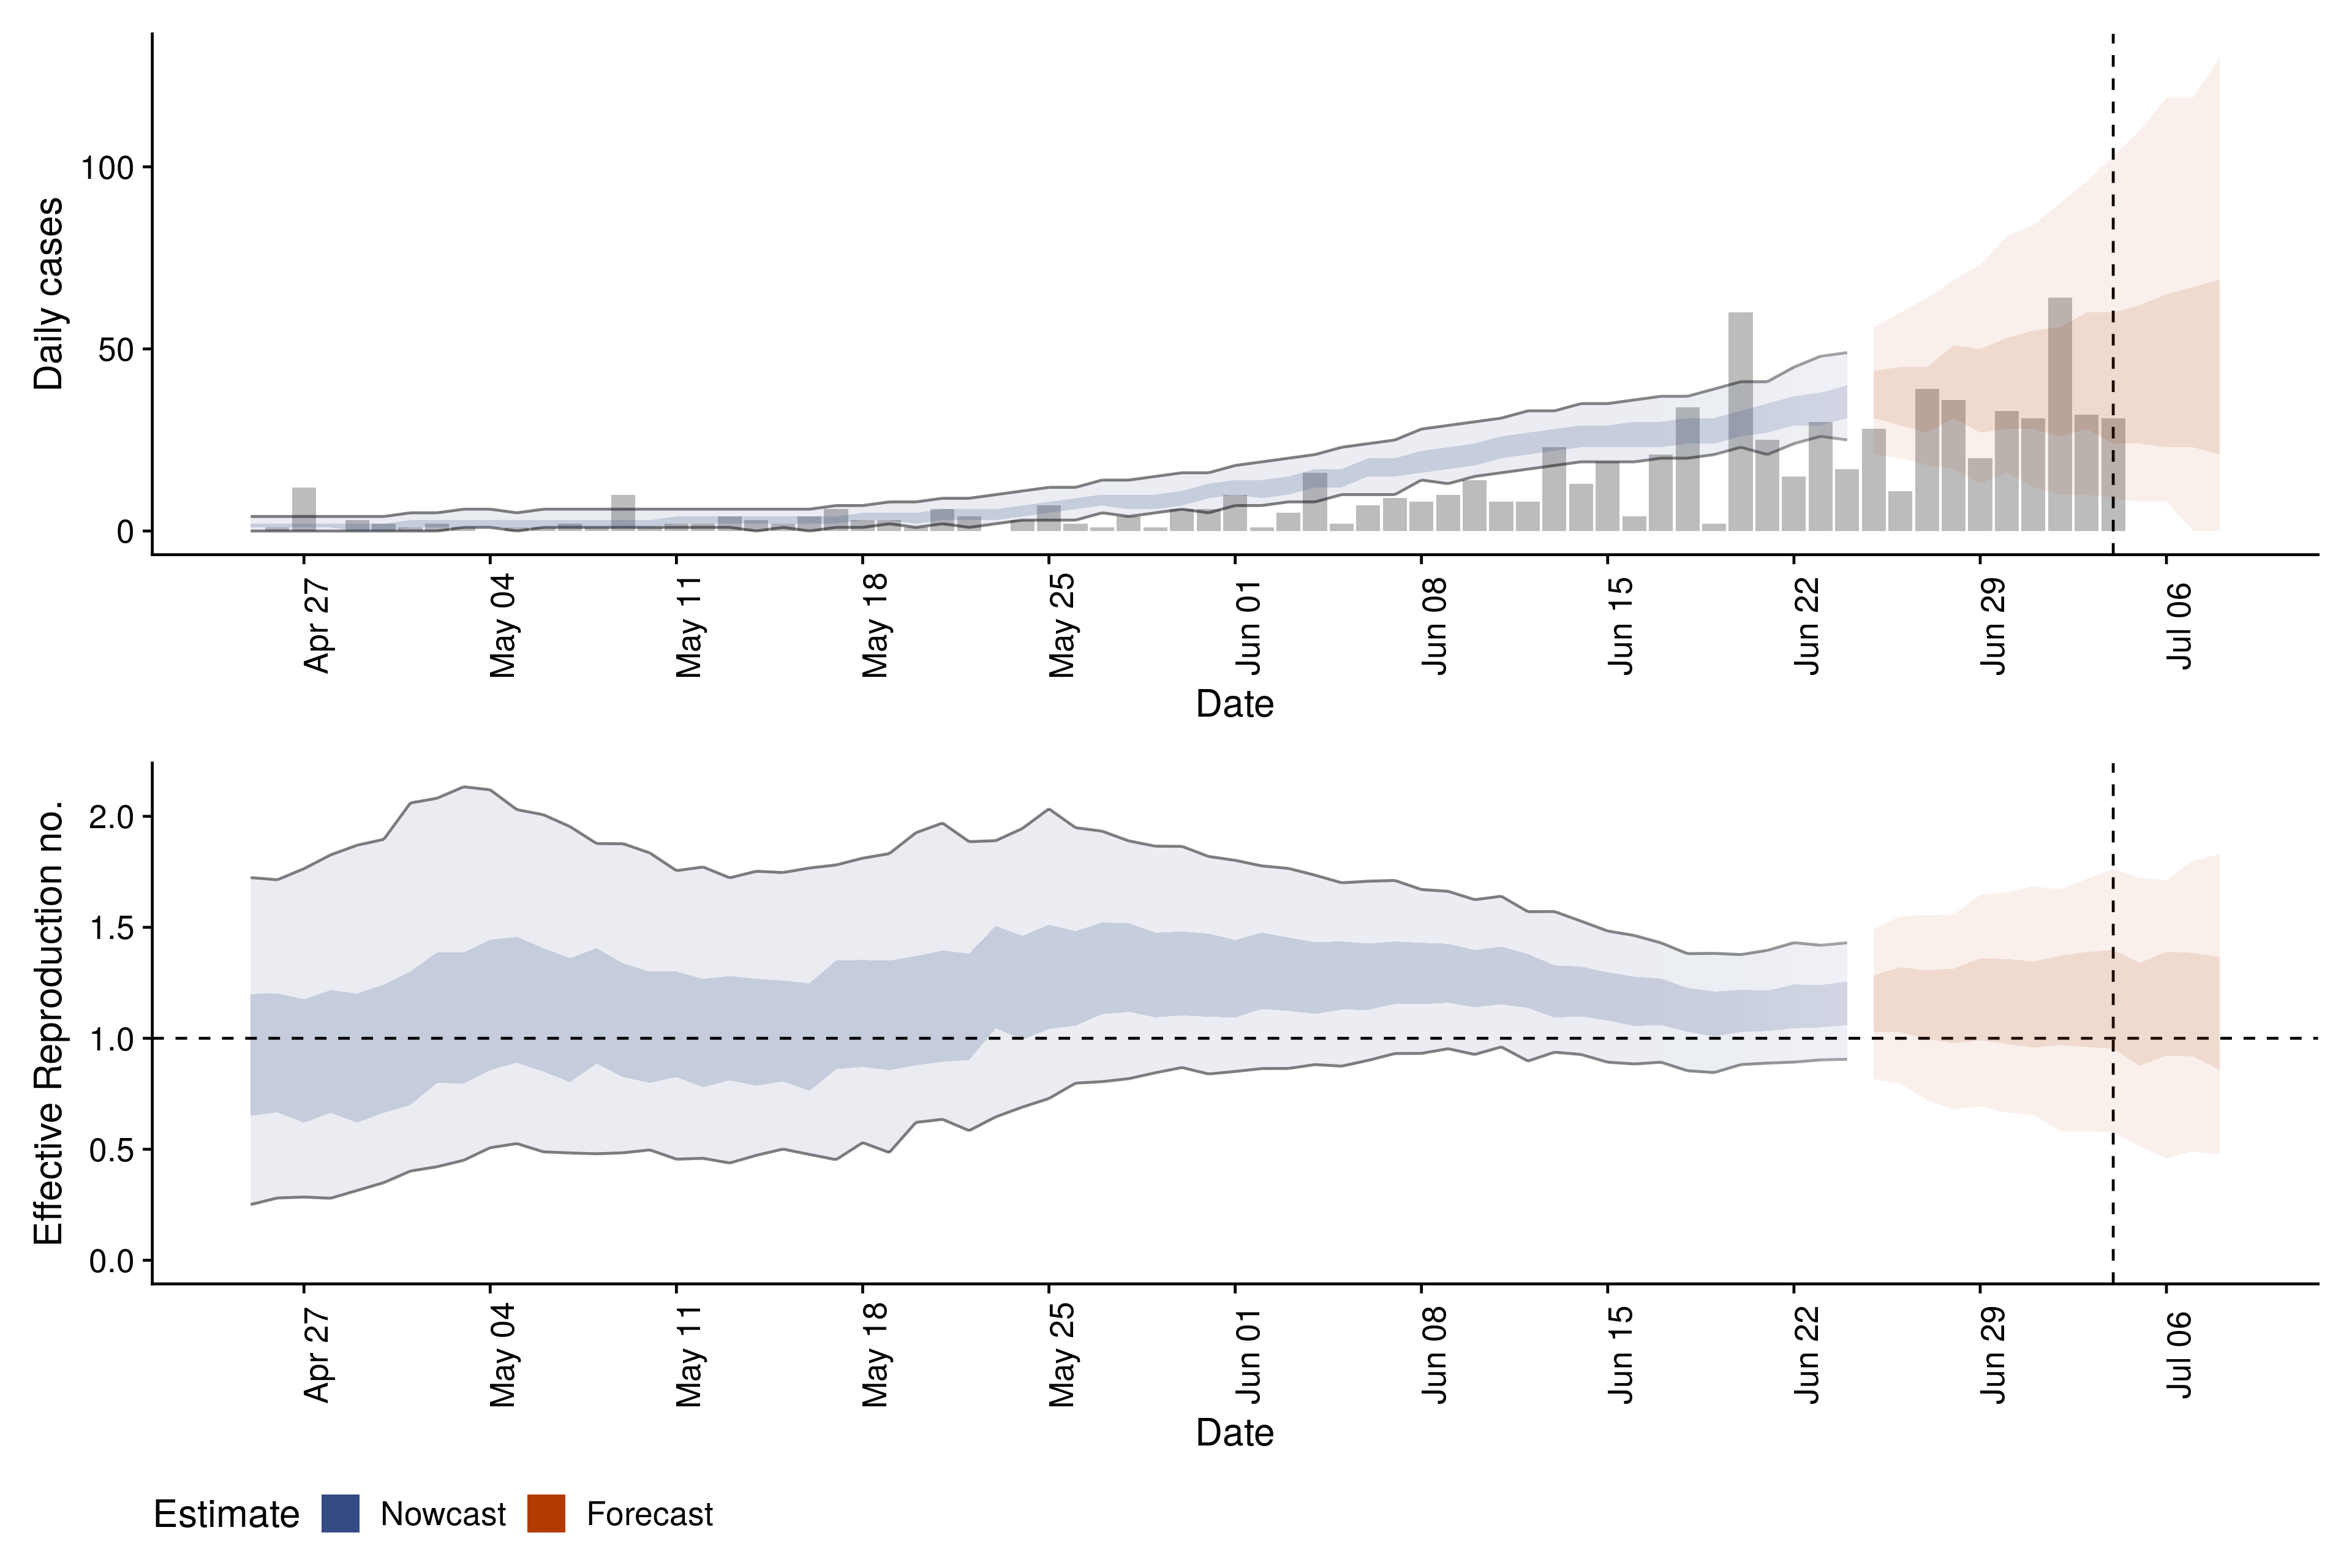 Daily cases
100
50
0
Apr 27
May 04
May 11
May 18
May 25
Jun 01
Jun 08
Jun 15
Jun 22
Jun 29
Jul 06
Date
Effective Reproduction no.
2.0
1.5
1.0
0.5
0.0
Apr 27
May 04
May 11
May 18
May 25
Jun 01
Jun 08
Jun 15
Jun 22
Jun 29
Jul 06
Date
Estimate Nowcast Forecast